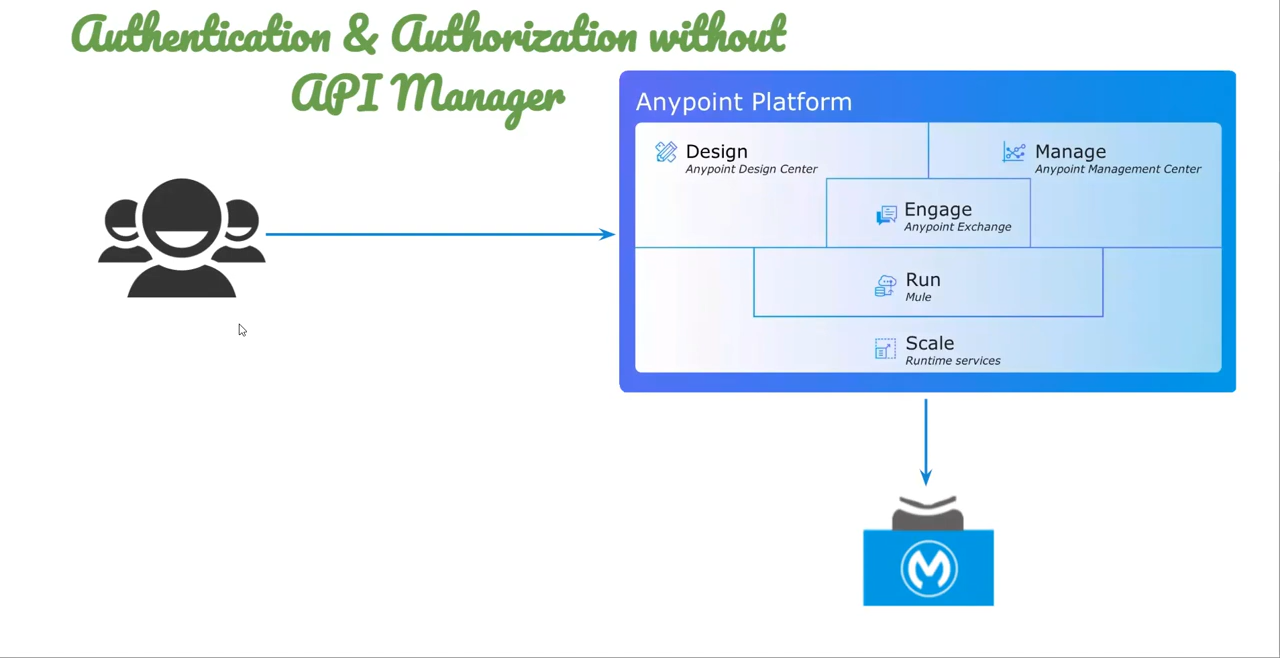 Authentication & Authorization without
API Manager
Anypoint Platform
Design
Anypoint Design Center
Manage
Anypoint Management Center
Engage
Anypoint Exchange
Run
Mule
Scale
Runtime services